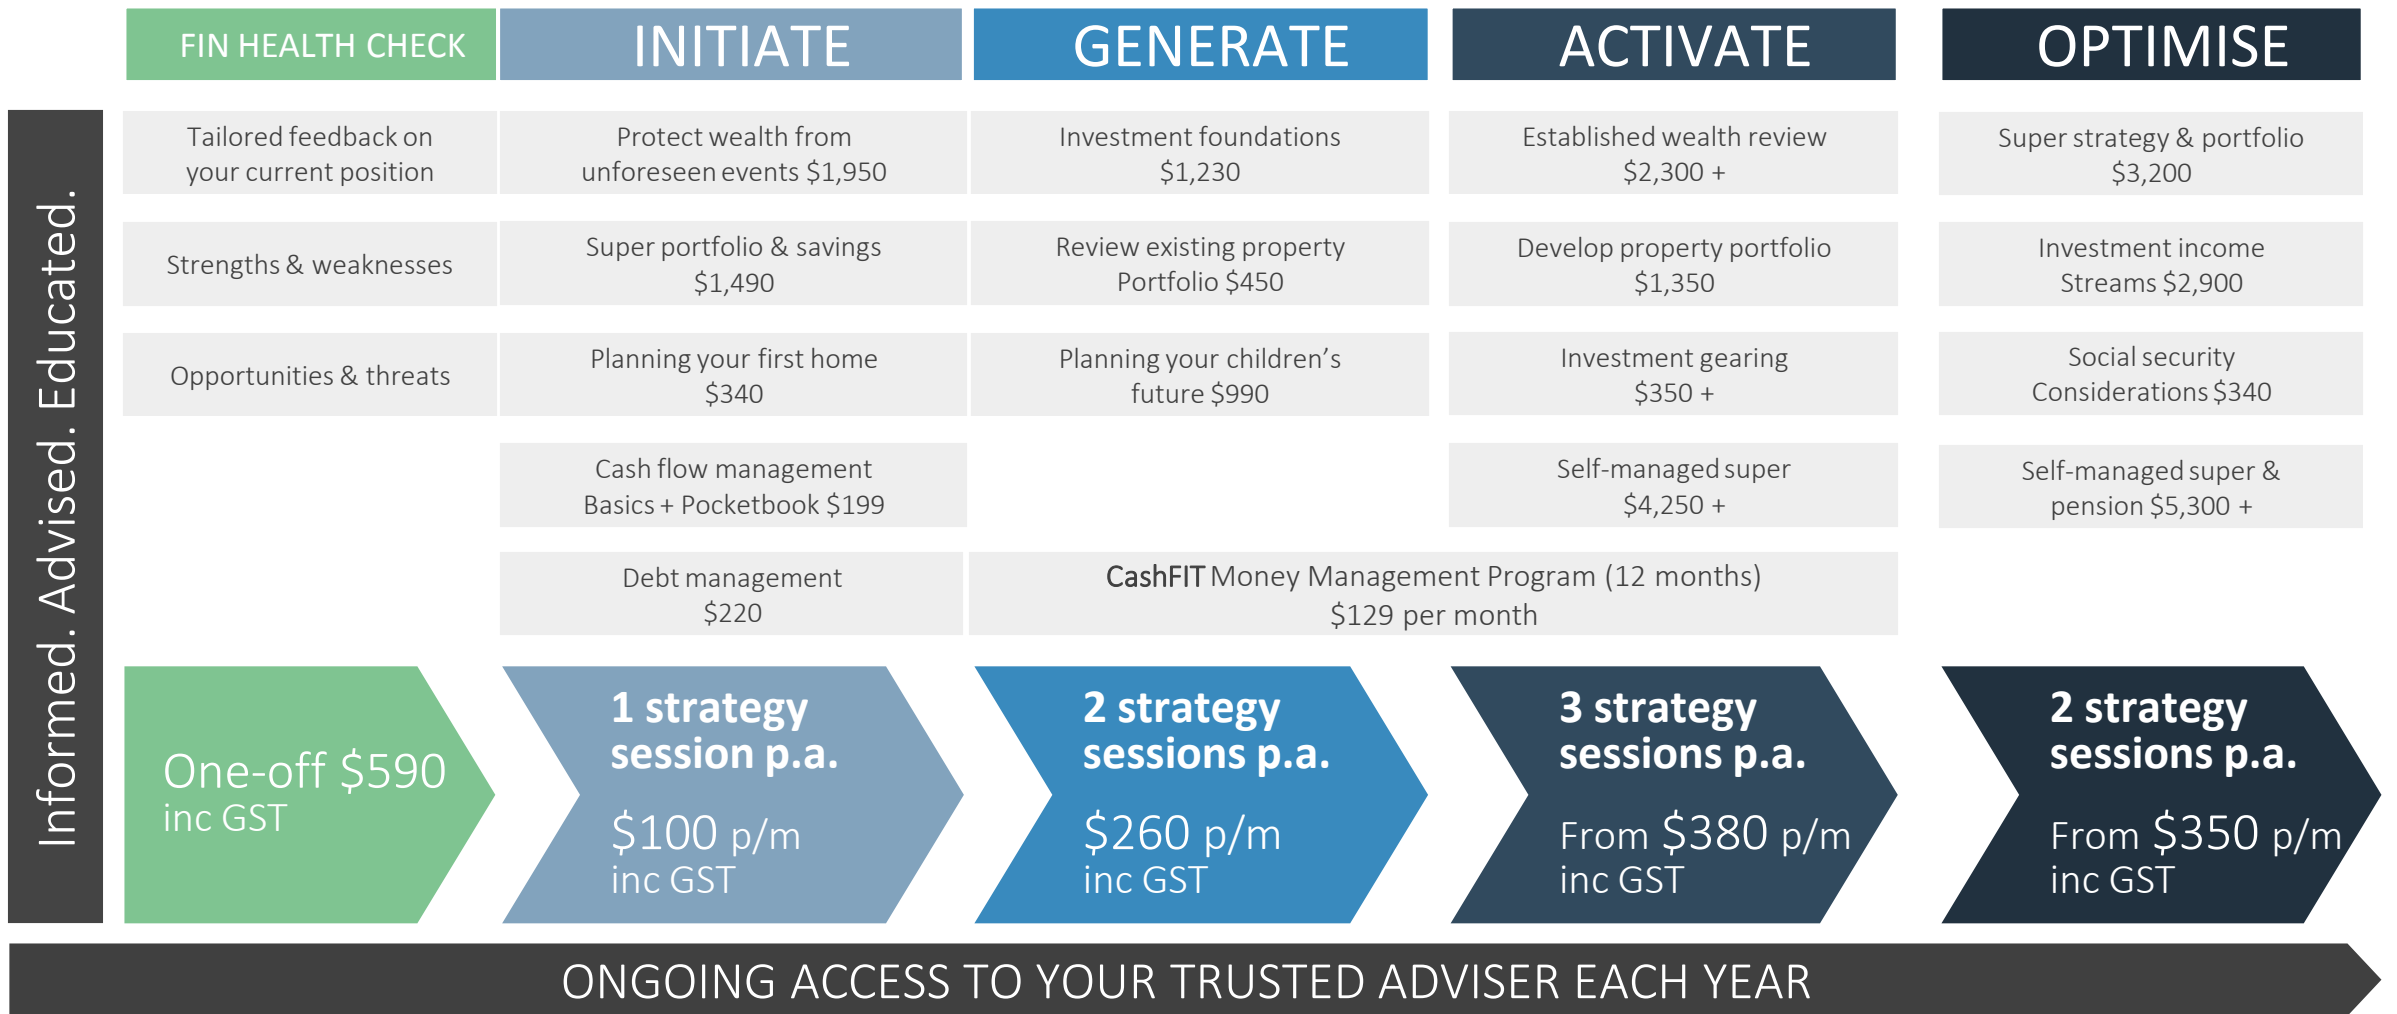 FIN HEALTH CHECK
INITIATE
GENERATE
ACTIVATE
OPTIMISE
Informed. Advised. Educated.
Tailored feedback on
your current position
Strengths & weaknesses
Opportunities & threats
Protect wealth from
unforeseen events $1,950
Super portfolio & savings
$1,490
Planning your first home
$340
Cash flow management
Basics + Pocketbook $199
Debt management
$220
Investment foundations
$1,230
Review existing property
Portfolio $450
Planning your children’s
future $990
Established wealth review
$2,300 +
Develop property portfolio
$1,350
Investment gearing
$350 +
Self-managed super
$4,250 +
CashFIT Money Management Program (12 months)
$129 per month
Super strategy & portfolio
$3,200
Investment income
Streams $2,900
Social security
Considerations $340
Self-managed super &
pension $5,300 +
One-off $590
inc GST
1 strategy
session p.a.
$100 p/m
inc GST
2 strategy
sessions p.a.
$260 p/m
inc GST
3 strategy
sessions p.a.
From $380 p/m
inc GST
2 strategy
sessions p.a.
From $350 p/m
inc GST
ONGOING ACCESS TO YOUR TRUSTED ADVISER EACH YEAR